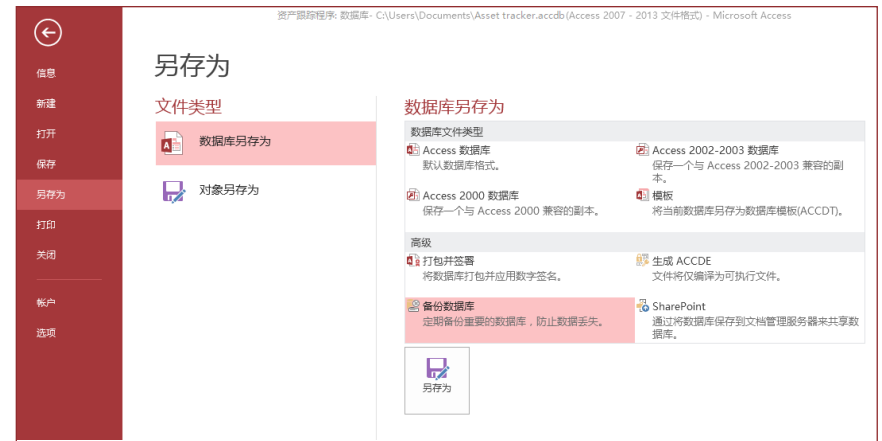 资产跟踪程序: 数据库- C:\Users\Documents\Asset tracker.accdb(Access 2007 - 2013 文件格式) - Microsoft Access
信息
新建
打开
保存
另存为
打印
关闭
帐户
选项
另存为
文件类型
数据库另存为
对象另存为
数据库另存为
数据库文件类型
Access 数据库
默认数据库格式。
Access 2002-2003 数据库
保存一个与 Access 2002-2003 兼容的副
本。
Access 2000 数据库
保存一个与 Access 2000 兼容的副本。
模板
将当前数据库另存为数据库模板(ACCDT)。
高级
打包并签署
将数据库打包并应用数字签名。
生成 ACCDE
文件将仅编译为可执行文件。
备份数据库
定期备份重要的数据库，防止数据丢失。
SharePoint
通过将数据库保存到文档管理服务器来共享数
据库。
另存为